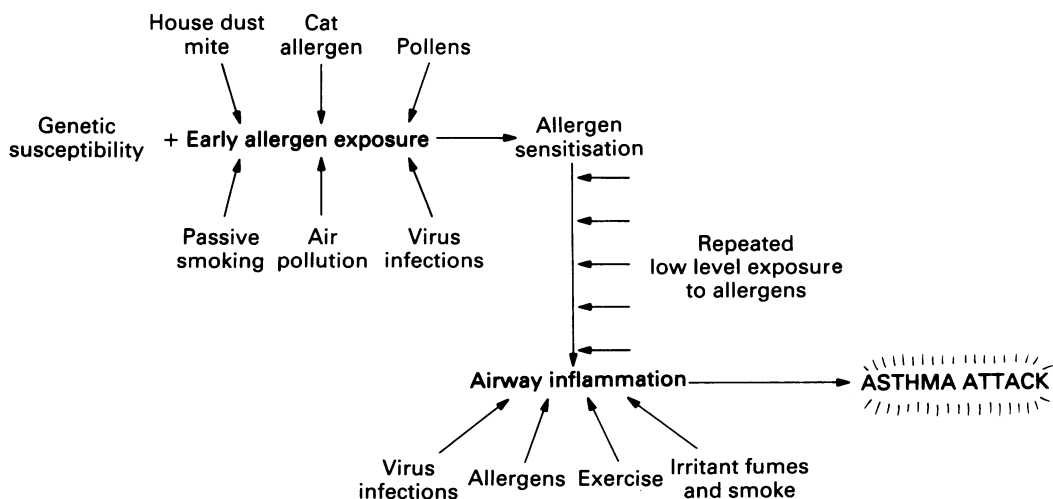 House dust
mite
Cat
allergen
Pollens
Genetic
susceptibility
+ Early allergen exposure
Allergen
sensitisation
Passive
smoking
Air
pollution
Virus
infections
Repeated
low level exposure
to allergens
Airway inflammation
ASTHMA ATTACK
Virus
infections
Allergens
Exercise
Irritant fumes
and smoke